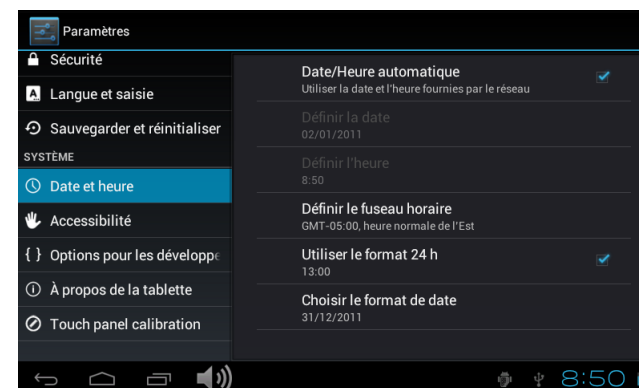 Paramètres
Sécurité
Langue et saisie
Sauvegarder et réinitialiser
SYSTÈME
Date et heure
Accessibilité
{ } Options pour les développe
À propos de la tablette
Touch panel calibration
Date/Heure automatique
Utiliser la date et l'heure fournies par le réseau
Définir la date
02/01/2011
Définir l'heure
8:50
Définir le fuseau horaire
GMT-05:00, heure normale de l'Est
Utiliser le format 24 h
13:00
Choisir le format de date
31/12/2011
8:50